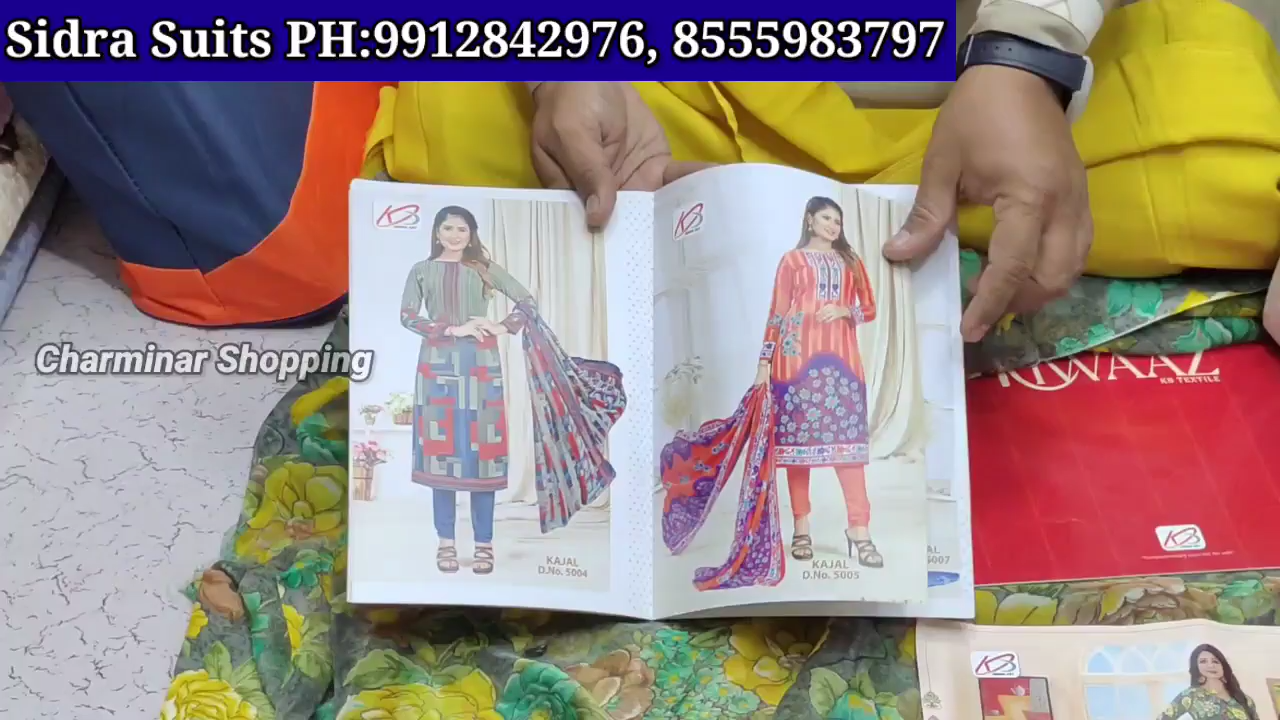 Sidra Suits PH:9912842976, 8555983797
Charminar Shopping
KB
KB
KAJAL
D.No. 5004
KAJAL
D.No. 5005
5007
KB TEXTILE
KB
KB